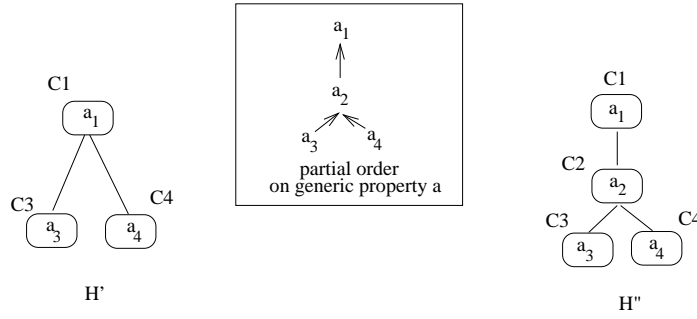 C1
a1
C3
C4
a3
a4
H'
a1
a2
a3
a4
partial order
on generic property a
C1
a1
C2
a2
C3
C4
a3
a4
H"